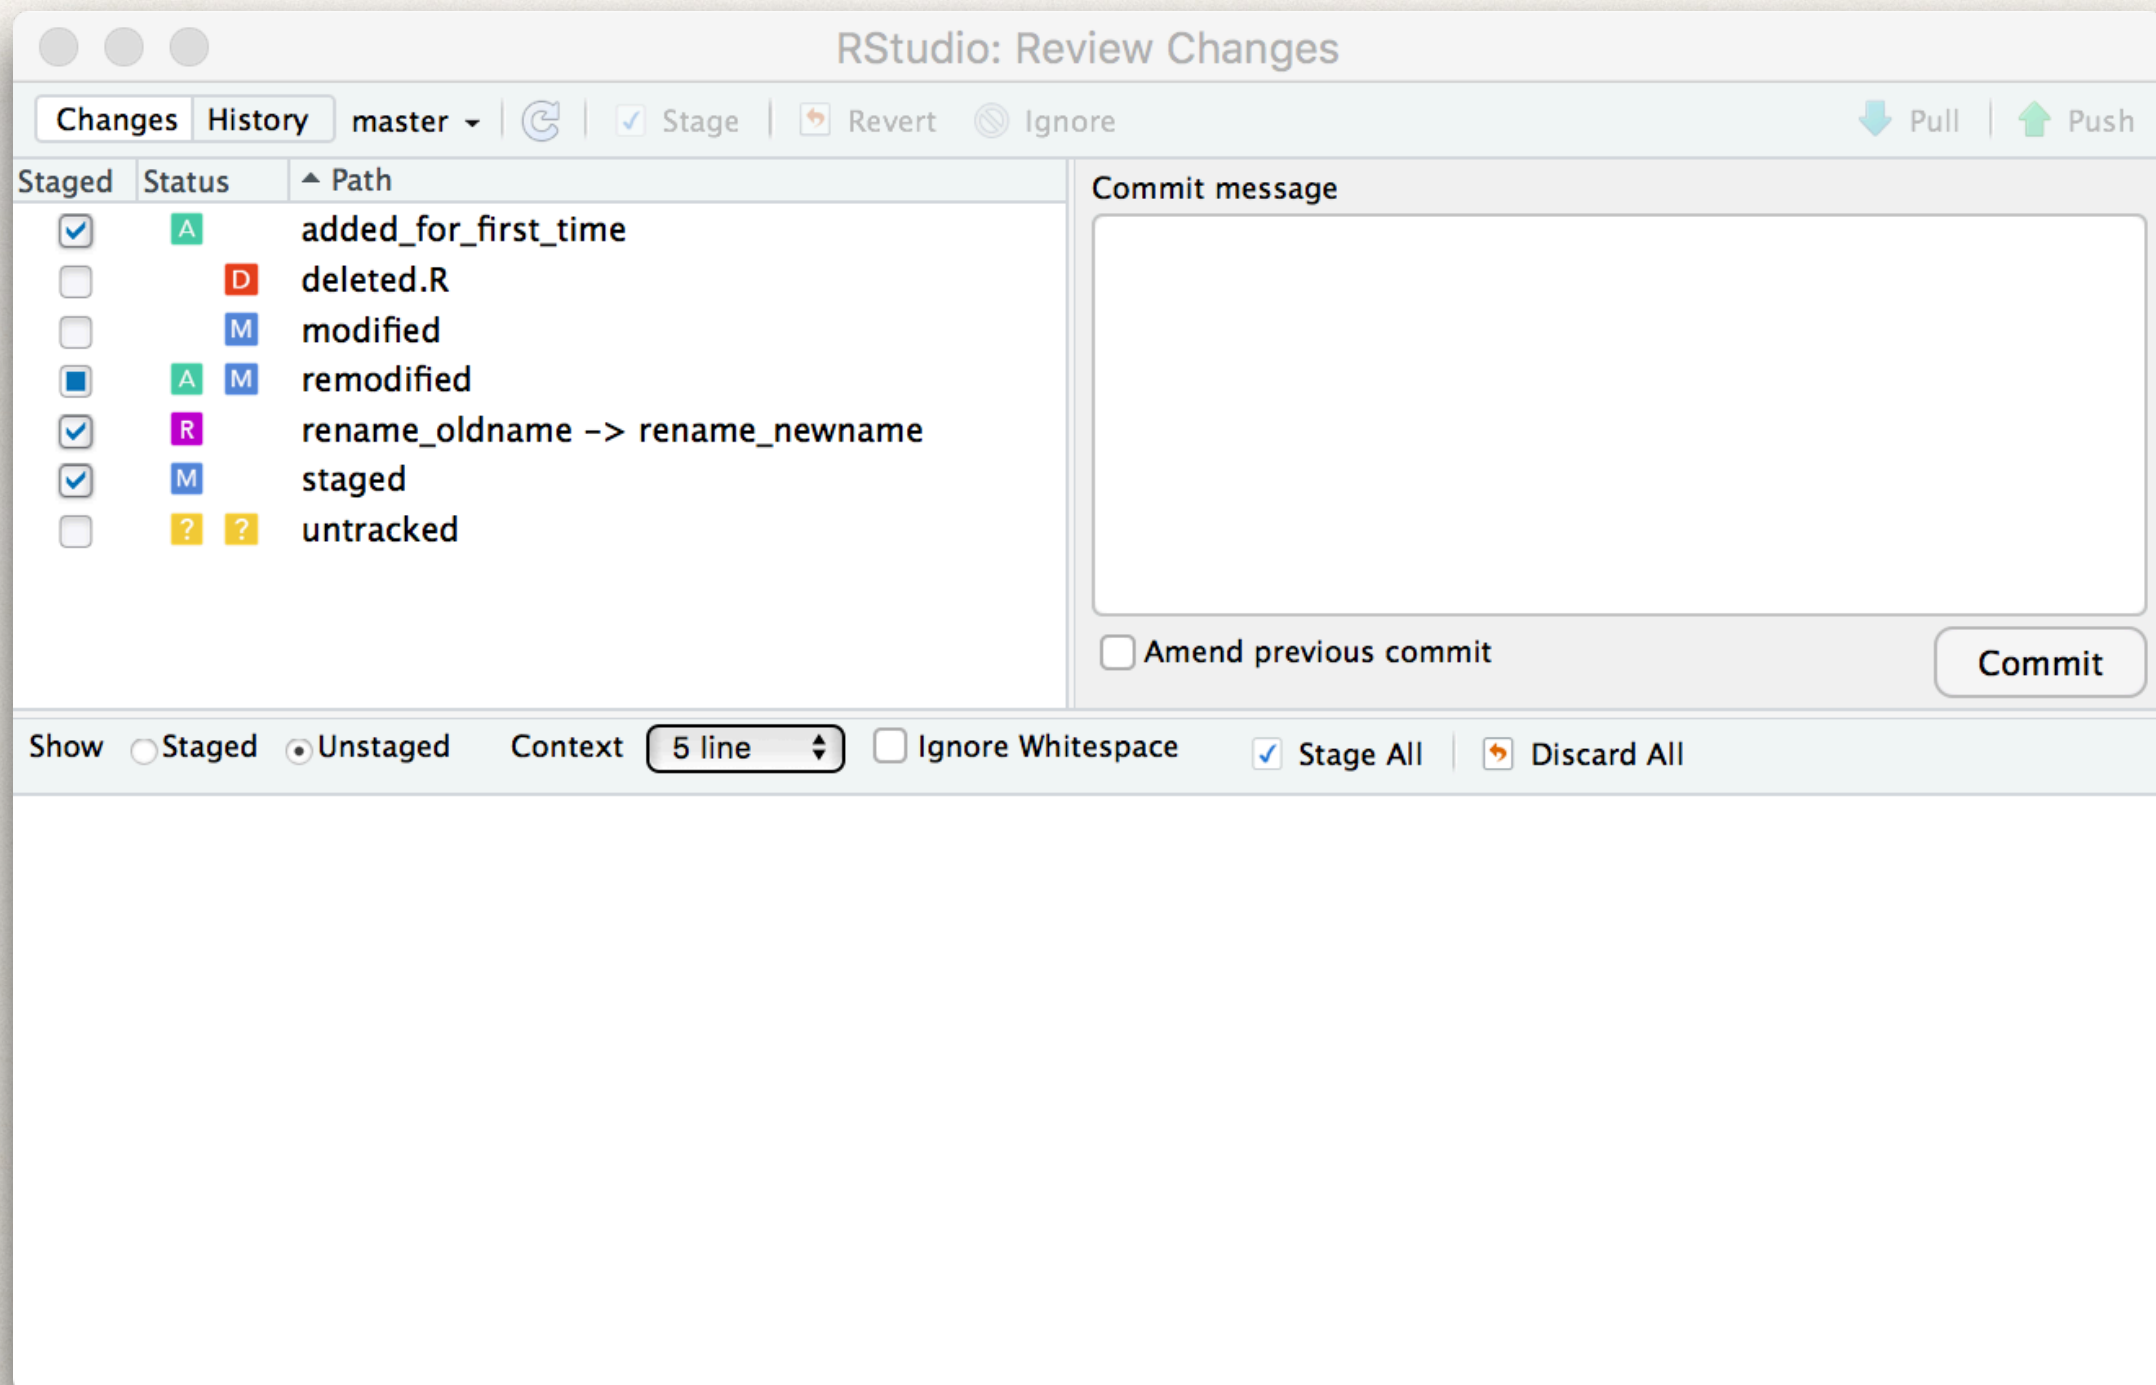 RStudio: Review Changes
Changes History master Stage Revert Ignore Pull Push
Staged Status Path
Commit message
A added_for_first_time
D deleted.R
M modified
A M remodified
R rename_oldname -> rename_newname
M staged
? ? untracked
Amend previous commit
Commit
Show Staged Unstaged Context 5 line Ignore Whitespace Stage All Discard All